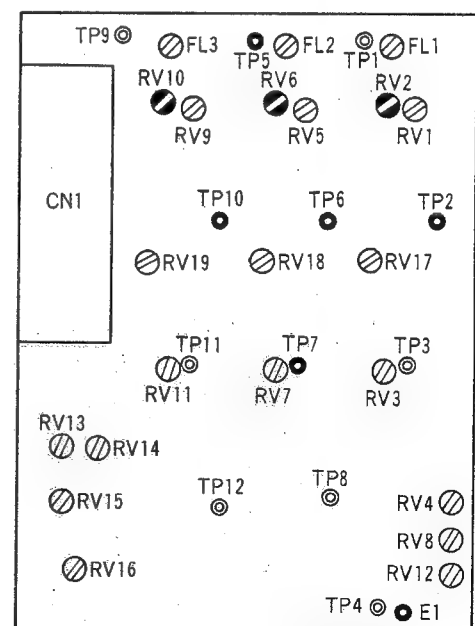 TP9 FL3 TP5 FL2 TP1 FL1
RV10 RV6 RV2
RV9 RV5 RV1
CN1 TP10 TP6 TP2
RV19 RV18 RV17
TP11 TP7 TP3
RV11 RV7 RV3
RV13
RV14
RV15 TP12 TP8 RV4
RV8
RV16 RV12
TP4 E1